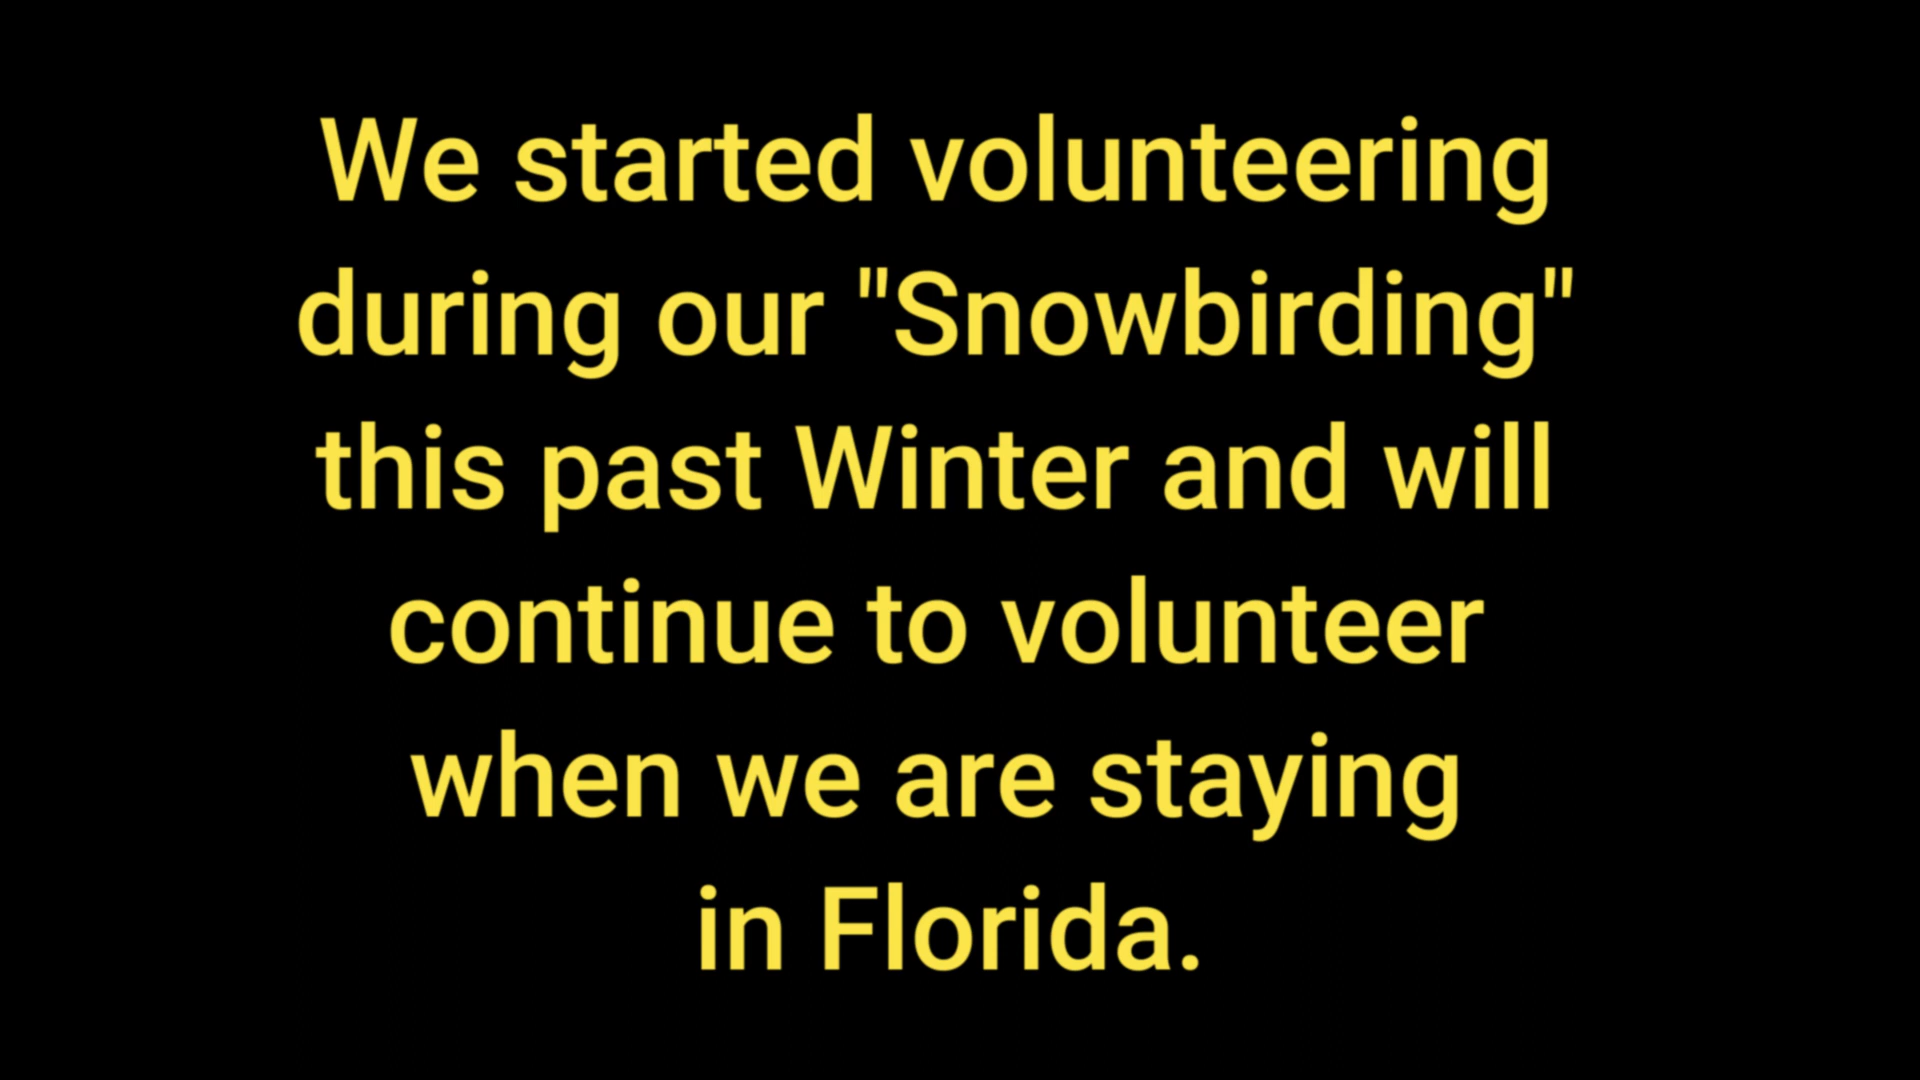 We started volunteering
during our "Snowbirding"
this past Winter and will
continue to volunteer
when we are staying
in Florida.